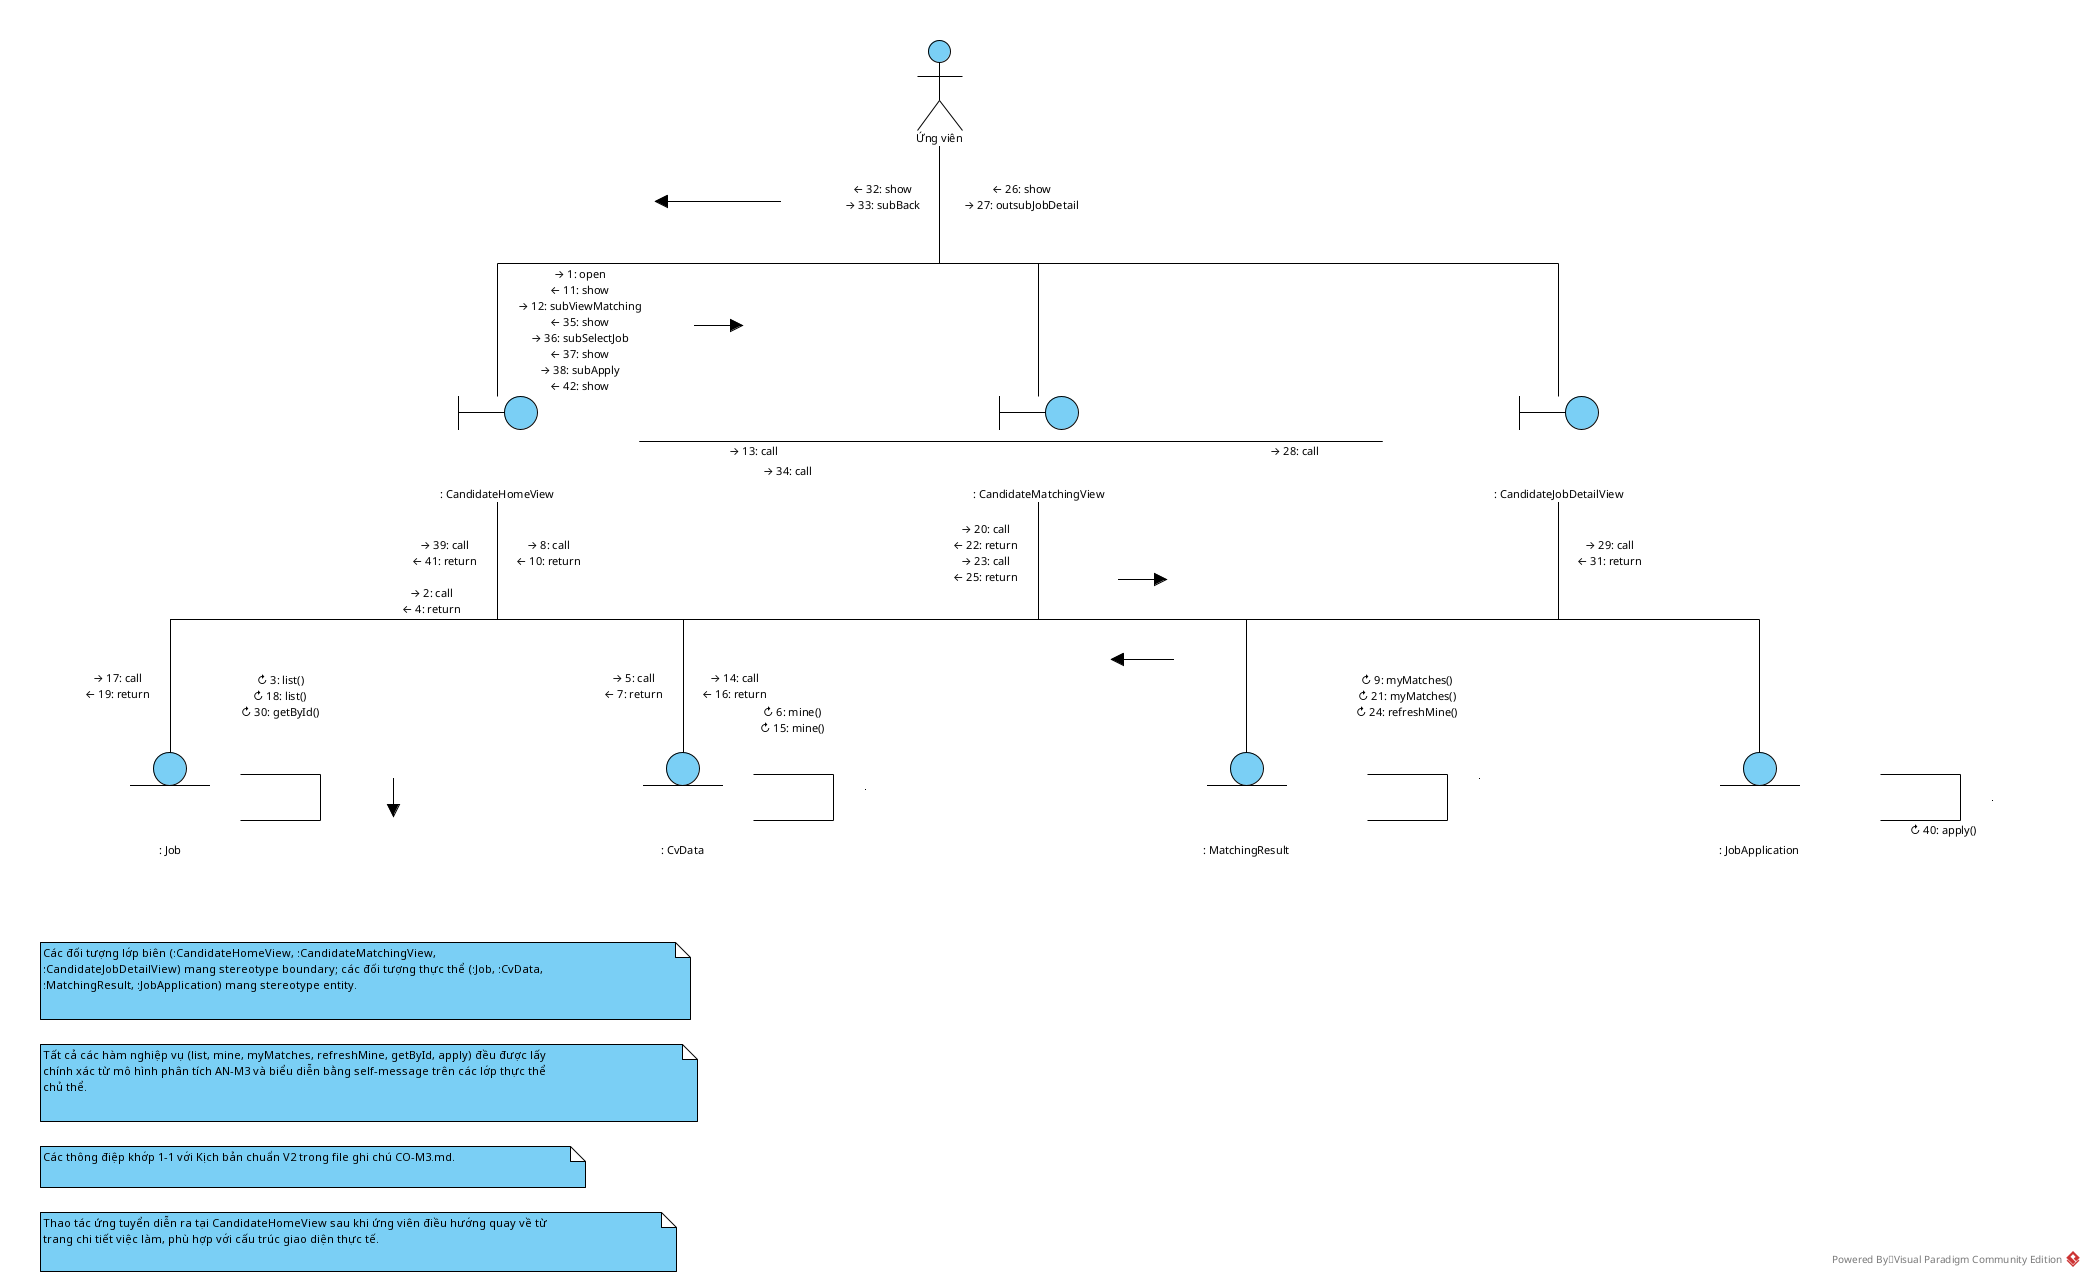 Ứng viên
← 32: show
→ 33: subBack
← 26: show
→ 27: outsubJobDetail
→ 1: open
← 11: show
→ 12: subViewMatching
← 35: show
→ 36: subSelectJob
← 37: show
→ 38: subApply
← 42: show
→ 13: call
→ 34: call
→ 28: call
: CandidateHomeView
: CandidateMatchingView
: CandidateJobDetailView
→ 39: call
← 41: return
→ 8: call
← 10: return
→ 2: call
← 4: return
→ 20: call
← 22: return
→ 23: call
← 25: return
→ 29: call
← 31: return
→ 17: call
← 19: return
↻ 3: list()
↻ 18: list()
↻ 30: getById()
→ 5: call
← 7: return
→ 14: call
← 16: return
↻ 6: mine()
↻ 15: mine()
↻ 9: myMatches()
↻ 21: myMatches()
↻ 24: refreshMine()
↻ 40: apply()
: Job
: CvData
: MatchingResult
: JobApplication
Các đối tượng lớp biên (:CandidateHomeView, :CandidateMatchingView,
:CandidateJobDetailView) mang stereotype boundary; các đối tượng thực thể (:Job, :CvData,
:MatchingResult, :JobApplication) mang stereotype entity.
Tất cả các hàm nghiệp vụ (list, mine, myMatches, refreshMine, getById, apply) đều được lấy
chính xác từ mô hình phân tích AN-M3 và biểu diễn bằng self-message trên các lớp thực thể
chủ thể.
Các thông điệp khớp 1-1 với Kịch bản chuẩn V2 trong file ghi chú CO-M3.md.
Thao tác ứng tuyển diễn ra tại CandidateHomeView sau khi ứng viên điều hướng quay về từ
trang chi tiết việc làm, phù hợp với cấu trúc giao diện thực tế.
Powered By Visual Paradigm Community Edition